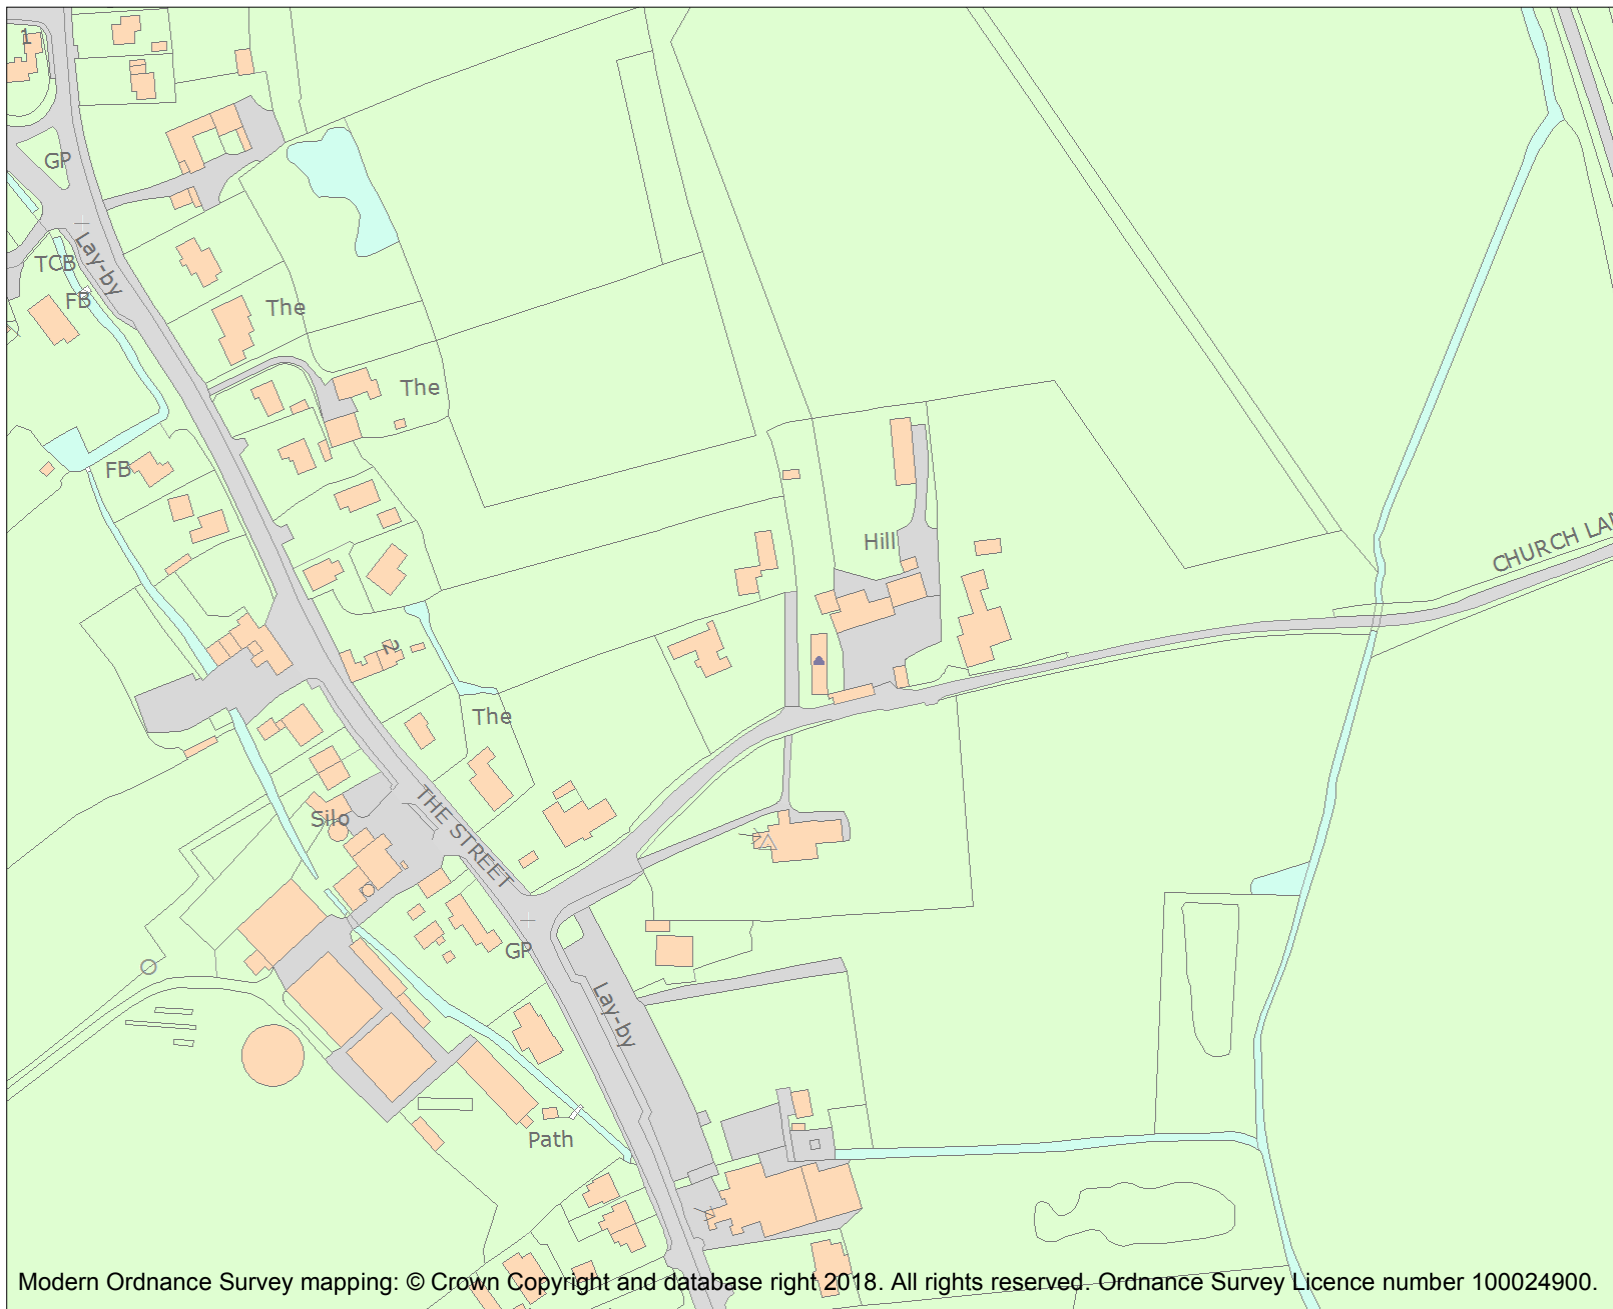 1
GP
Lay-by
TCB
FB
The
The
FB
Hill
CHURCH
2
The
THE STREET
Silo
GP
Lay-by
Path
Modern Ordnance Survey mapping: © Crown Copyright and database right 2018. All rights reserved. Ordnance Survey Licence number 100024900.